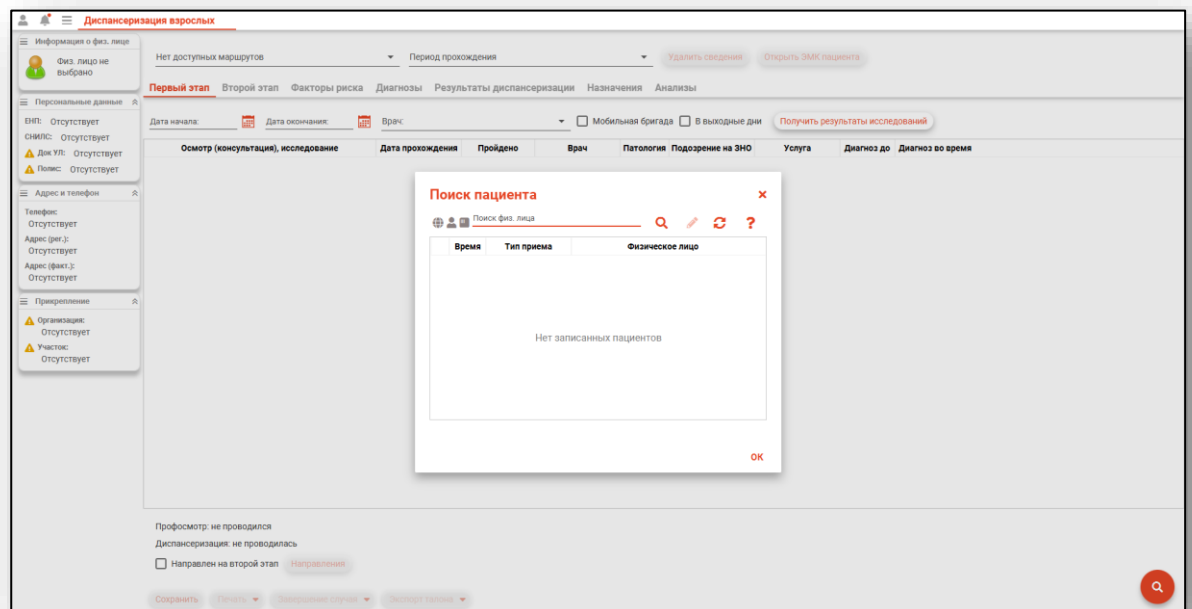 Диспансеризация взрослых
Информация о физ. лице
Физ. лицо не
выбрано
Персональные данные
ЕНП: Отсутствует
СНИЛС: Отсутствует
Док УЛ: Отсутствует
Полис: Отсутствует
Адрес и телефон
Телефон:
Отсутствует
Адрес (рег.):
Отсутствует
Адрес (факт.):
Отсутствует
Прикрепление
Организация:
Отсутствует
Участок:
Отсутствует
Нет доступных маршрутов Период прохождения Удалить сведения Открыть ЭМК пациента
Первый этап Второй этап Факторы риска Диагнозы Результаты диспансеризации Назначения Анализы
Дата начала: Дата окончания: Врач: Мобильная бригада В выходные дни Получить результаты исследований
Осмотр (консультация), исследование Дата прохождения Пройдено Врач Патология Подозрение на ЗНО Услуга Диагноз до Диагноз во время
Поиск пациента
Поиск физ. лица ?
Время Тип приема Физическое лицо
Нет записанных пациентов
ОК
Профосмотр: не проводился
Диспансеризация: не проводилась
Направлен на второй этап Направления
Сохранить Печать Завершение случая Экспорт талона